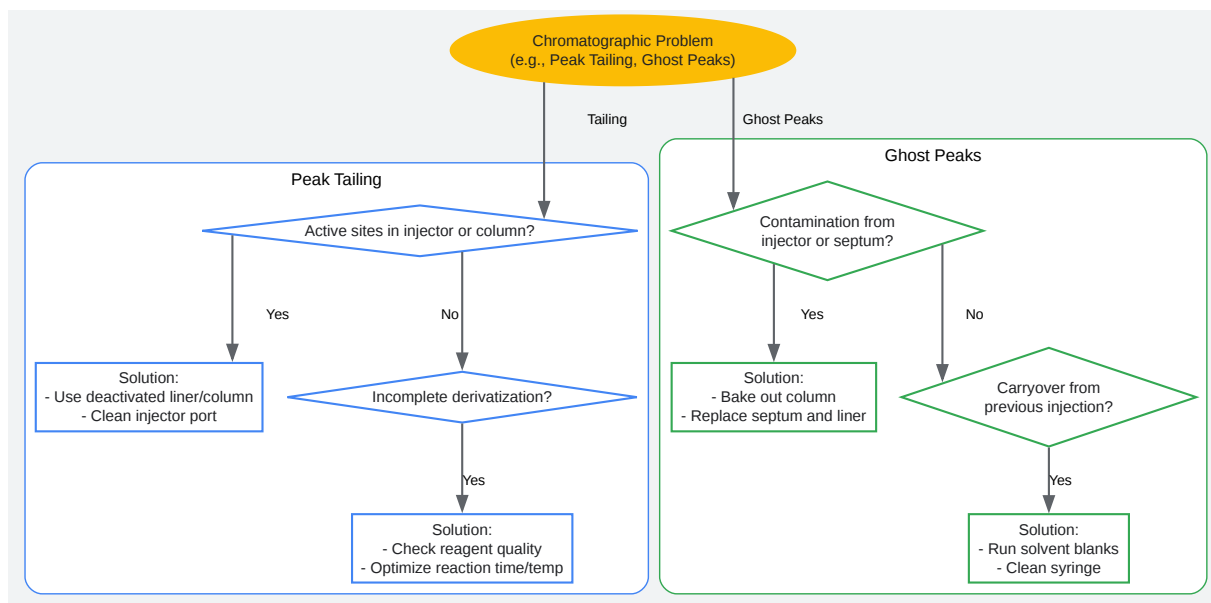 Chromatographic Problem
(e.g., Peak Tailing, Ghost Peaks)
Tailing
Ghost Peaks
Peak Tailing
Active sites in injector or column?
Yes
No
Solution:
- Use deactivated liner/column
- Clean injector port
Incomplete derivatization?
Yes
Solution:
- Check reagent quality
- Optimize reaction time/temp
Ghost Peaks
Contamination from
injector or septum?
Yes
No
Solution:
- Bake out column
- Replace septum and liner
Carryover from
previous injection?
Yes
Solution:
- Run solvent blanks
- Clean syringe